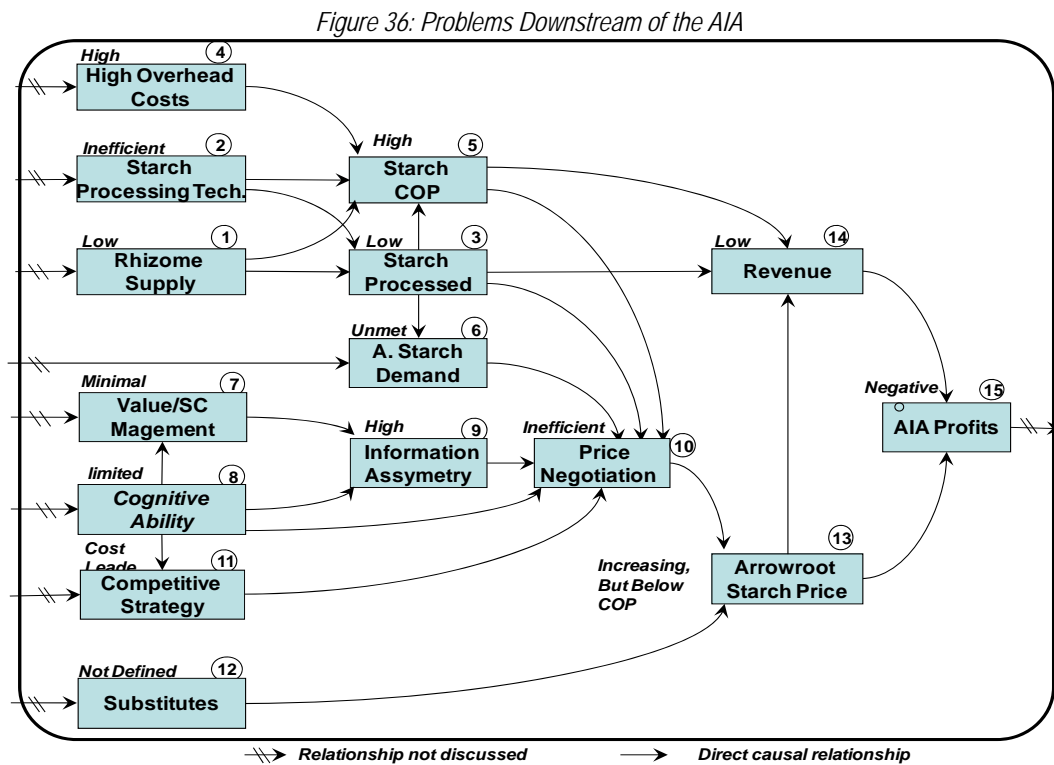 Figure 36: Problems Downstream of the AIA
High
4
High Overhead
Costs
Inefficient
2
Starch
Processing Tech.
Low
1
Rhizome
Supply
High
5
Starch
COP
Low
3
Starch
Processed
Unmet
6
A. Starch
Demand
Minimal
7
Value/SC
Magement
limited
8
Cognitive
Ability
High
9
Information
Assymetry
Inefficient
10
Price
Negotiation
Cost
Leade
11
Competitive
Strategy
Not Defined
12
Substitutes
Low
14
Revenue
Increasing,
But Below
COP
13
Arrowroot
Starch Price
Negative
15
AIA Profits
Relationship not discussed
Direct causal relationship